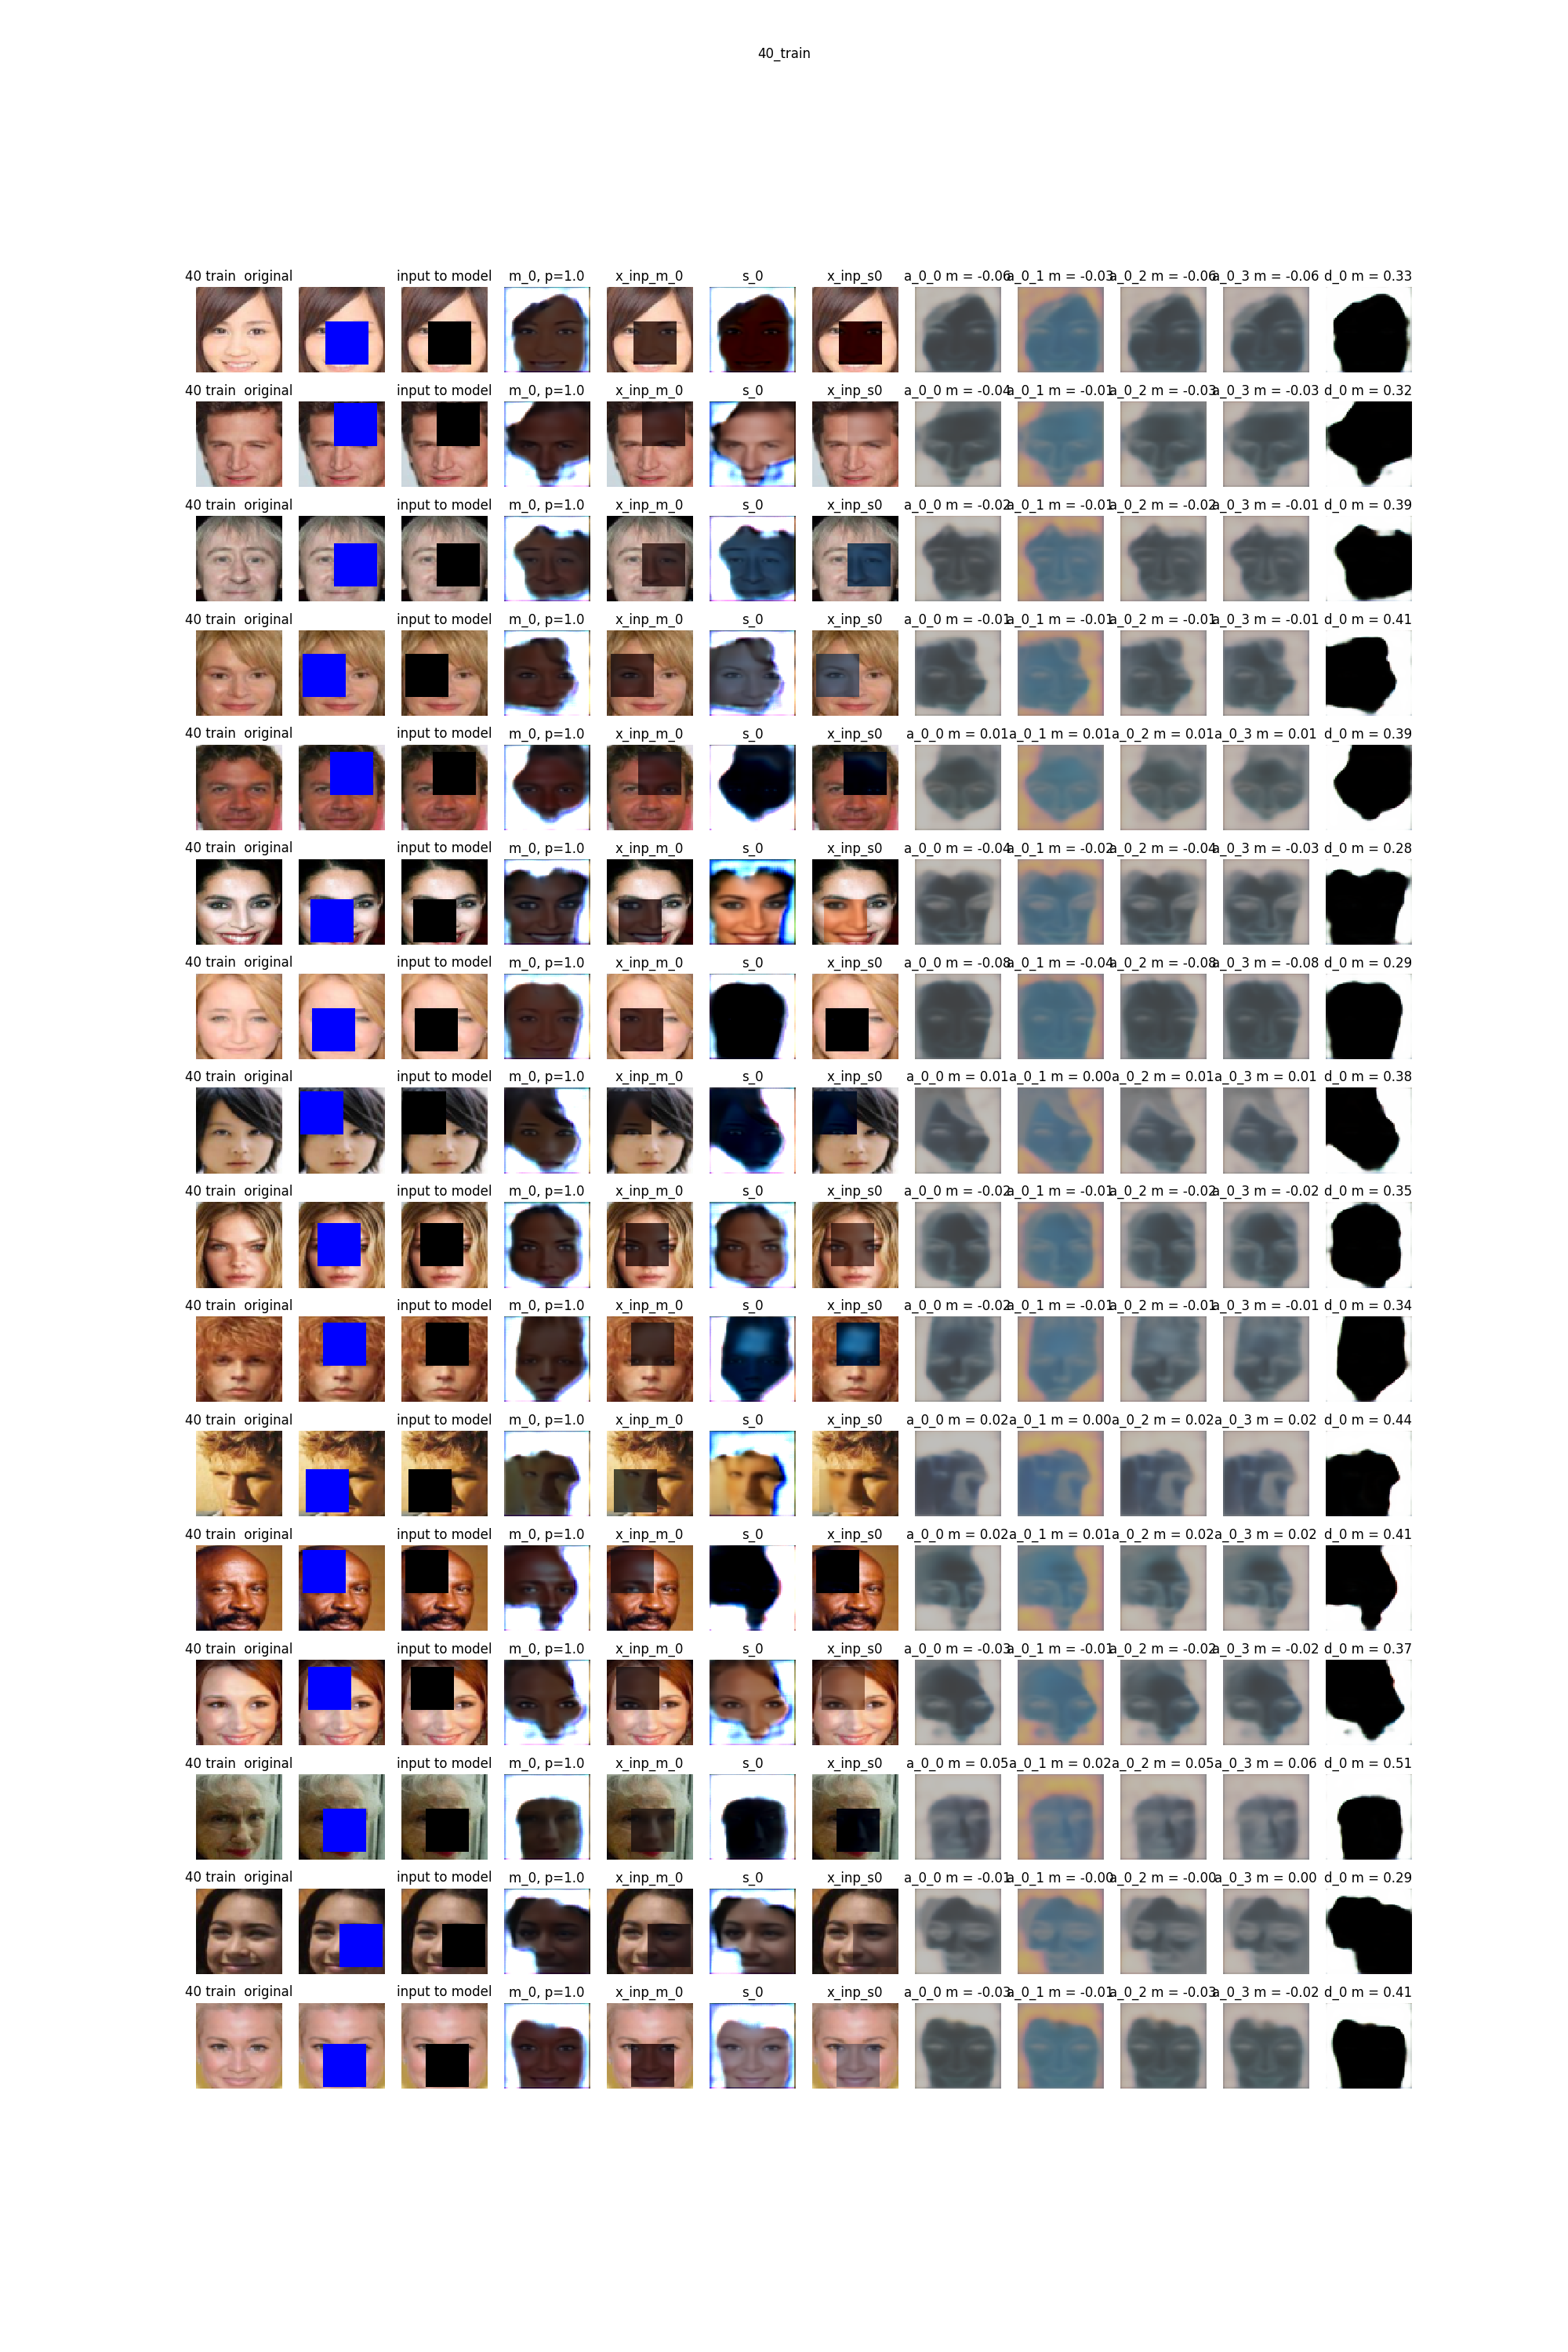 40_train
40 train  original input to model m_0, p=1.0 x_inp_m_0 s_0 x_inp_s0 a_0_0 m = -0.06 a_0_1 m = -0.03 a_0_2 m = -0.06 a_0_3 m = -0.06 d_0 m = 0.33
40 train  original input to model m_0, p=1.0 x_inp_m_0 s_0 x_inp_s0 a_0_0 m = -0.04 a_0_1 m = -0.01 a_0_2 m = -0.03 a_0_3 m = -0.03 d_0 m = 0.32
40 train  original input to model m_0, p=1.0 x_inp_m_0 s_0 x_inp_s0 a_0_0 m = -0.02 a_0_1 m = -0.01 a_0_2 m = -0.02 a_0_3 m = -0.01 d_0 m = 0.39
40 train  original input to model m_0, p=1.0 x_inp_m_0 s_0 x_inp_s0 a_0_0 m = -0.01 a_0_1 m = -0.01 a_0_2 m = -0.01 a_0_3 m = -0.01 d_0 m = 0.41
40 train  original input to model m_0, p=1.0 x_inp_m_0 s_0 x_inp_s0 a_0_0 m = 0.01 a_0_1 m = 0.01 a_0_2 m = 0.01 a_0_3 m = 0.01 d_0 m = 0.39
40 train  original input to model m_0, p=1.0 x_inp_m_0 s_0 x_inp_s0 a_0_0 m = -0.04 a_0_1 m = -0.02 a_0_2 m = -0.04 a_0_3 m = -0.03 d_0 m = 0.28
40 train  original input to model m_0, p=1.0 x_inp_m_0 s_0 x_inp_s0 a_0_0 m = -0.08 a_0_1 m = -0.04 a_0_2 m = -0.08 a_0_3 m = -0.08 d_0 m = 0.29
40 train  original input to model m_0, p=1.0 x_inp_m_0 s_0 x_inp_s0 a_0_0 m = 0.01 a_0_1 m = 0.00 a_0_2 m = 0.01 a_0_3 m = 0.01 d_0 m = 0.38
40 train  original input to model m_0, p=1.0 x_inp_m_0 s_0 x_inp_s0 a_0_0 m = -0.02 a_0_1 m = -0.01 a_0_2 m = -0.02 a_0_3 m = -0.02 d_0 m = 0.35
40 train  original input to model m_0, p=1.0 x_inp_m_0 s_0 x_inp_s0 a_0_0 m = -0.02 a_0_1 m = -0.01 a_0_2 m = -0.01 a_0_3 m = -0.01 d_0 m = 0.34
40 train  original input to model m_0, p=1.0 x_inp_m_0 s_0 x_inp_s0 a_0_0 m = 0.02 a_0_1 m = 0.00 a_0_2 m = 0.02 a_0_3 m = 0.02 d_0 m = 0.44
40 train  original input to model m_0, p=1.0 x_inp_m_0 s_0 x_inp_s0 a_0_0 m = 0.02 a_0_1 m = 0.01 a_0_2 m = 0.02 a_0_3 m = 0.02 d_0 m = 0.41
40 train  original input to model m_0, p=1.0 x_inp_m_0 s_0 x_inp_s0 a_0_0 m = -0.03 a_0_1 m = -0.01 a_0_2 m = -0.02 a_0_3 m = -0.02 d_0 m = 0.37
40 train  original input to model m_0, p=1.0 x_inp_m_0 s_0 x_inp_s0 a_0_0 m = 0.05 a_0_1 m = 0.02 a_0_2 m = 0.05 a_0_3 m = 0.06 d_0 m = 0.51
40 train  original input to model m_0, p=1.0 x_inp_m_0 s_0 x_inp_s0 a_0_0 m = -0.01 a_0_1 m = -0.00 a_0_2 m = -0.00 a_0_3 m = 0.00 d_0 m = 0.29
40 train  original input to model m_0, p=1.0 x_inp_m_0 s_0 x_inp_s0 a_0_0 m = -0.03 a_0_1 m = -0.01 a_0_2 m = -0.03 a_0_3 m = -0.02 d_0 m = 0.41